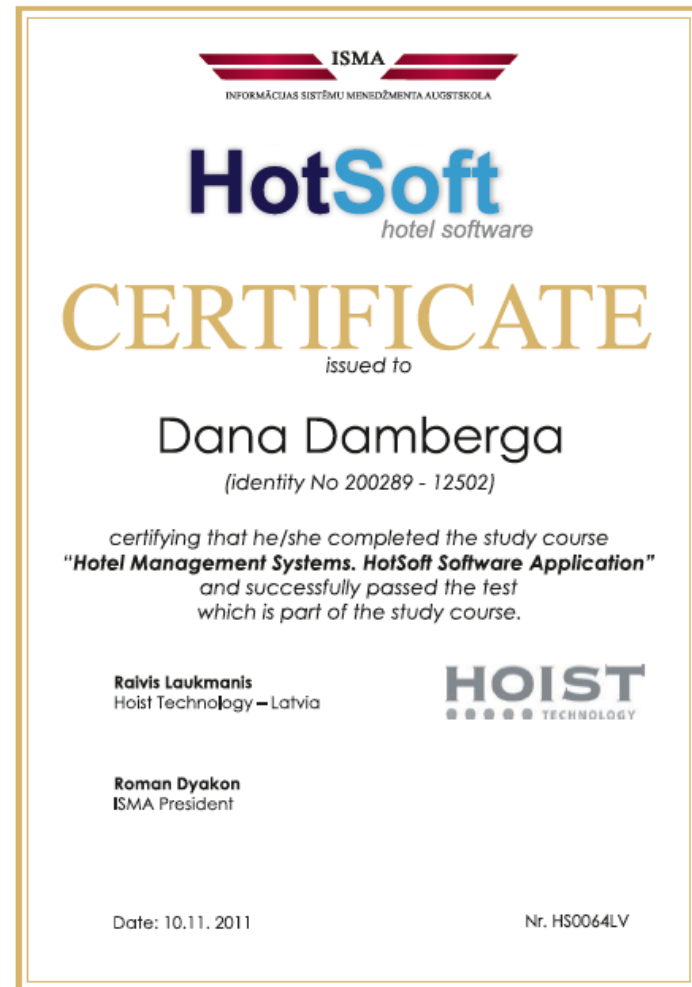 ISMA
INFORMĀCIJAS SISTĒMU MENEDŽMENTA AUGSTSKOLA
HotSoft
hotel software
CERTIFICATE
issued to
Dana Damberga
(identity No 200289 - 12502)
certifying that he/she completed the study course
“Hotel Management Systems. HotSoft Software Application”
and successfully passed the test
which is part of the study course.
Raivis Laukmanis
Hoist Technology – Latvia
HOIST
TECHNOLOGY
Roman Dyakon
ISMA President
Date: 10.11. 2011
Nr. HS0064LV